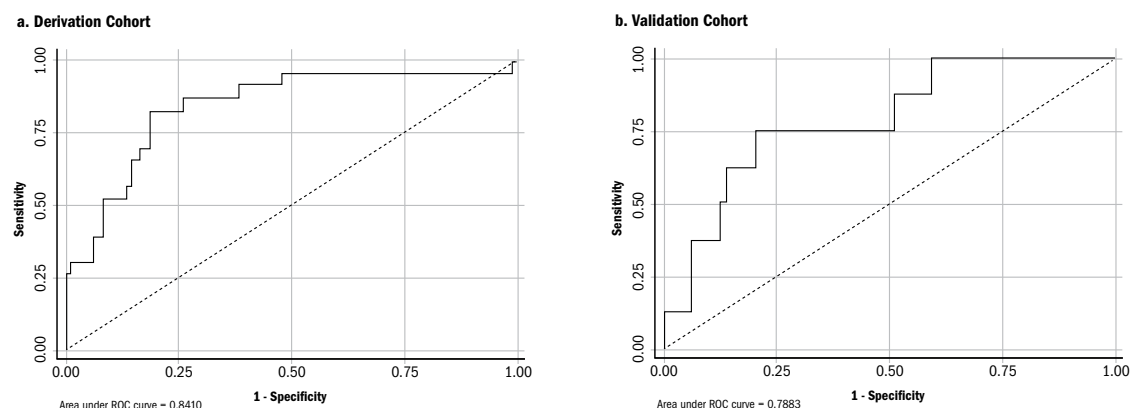 a. Derivation Cohort
1.00
0.75
0.50
0.25
0.00
Sensitivity
0.00 0.25 0.50 0.75 1.00
1 - Specificity
Area under ROC curve = 0.8410
b. Validation Cohort
1.00
0.75
0.50
0.25
0.00
Sensitivity
0.00 0.25 0.50 0.75 1.00
1 - Specificity
Area under ROC curve = 0.7883